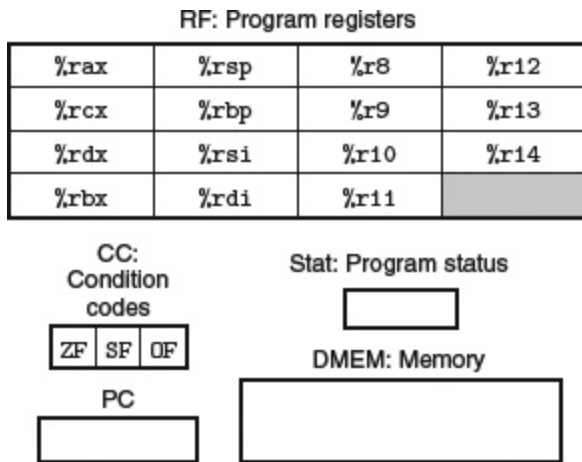 RF: Program registers
%rax %rsp %r8 %r12
%rcx %rbp %r9 %r13
%rdx %rsi %r10 %r14
%rbx %rdi %r11
CC:
Condition
codes
ZF SF OF
Stat: Program status
DMEM: Memory
PC